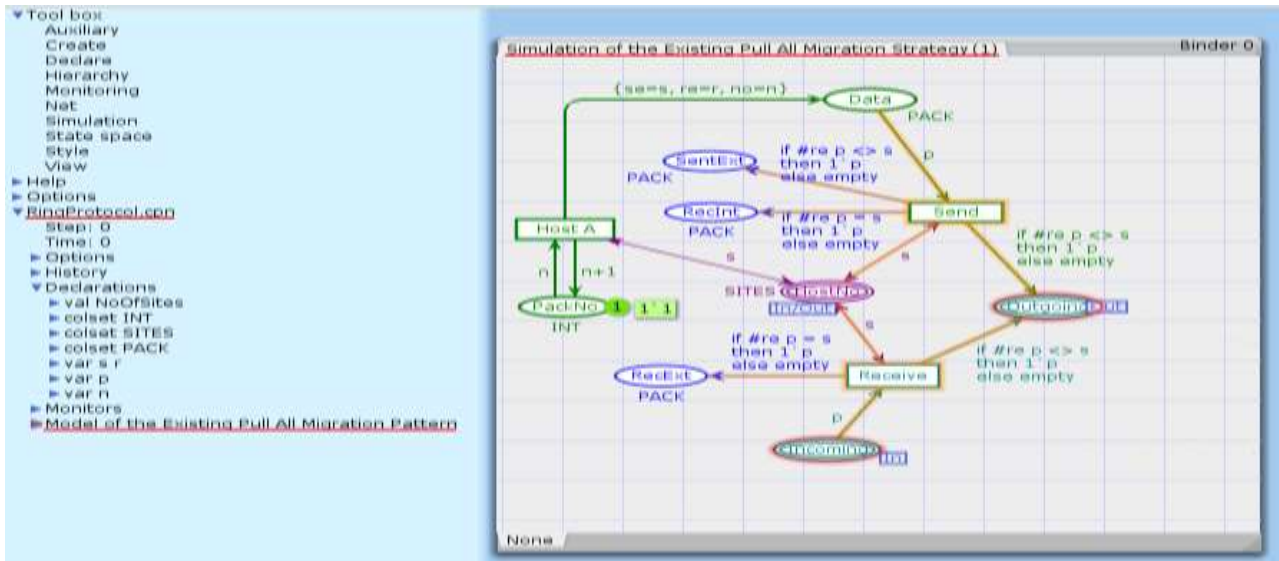 Tool box
Auxiliary
Create
Declare
Hierarchy
Monitoring
Net
Simulation
State space
Style
View
Help
Options
RingProtocol.cpn
Step: 0
Time: 0
Options
History
Declarations
val NoOfSites
colset INT
colset SITES
colset PACK
var s r
var p
var n
Monitors
Model of the Existing Pull All Migration Pattern
Simulation of the Existing Pull All Migration Strategy (1)
Binder 0
{se=s, re=r, no=n}
Data
PACK
p
SentExt
PACK
if #re p <> s
then 1`p
else empty
RecInt
PACK
if #re p = s
then 1`p
else empty
Send
Host A
s
s
if #re p <> s
then 1`p
else empty
n
n+1
SITES
HostNo
In/Out
PackNo
1
1`1
INT
Outgoing
Out
s
if #re p = s
then 1`p
else empty
if #re p <> s
then 1`p
else empty
RecExt
PACK
Receive
p
Incoming
In
None